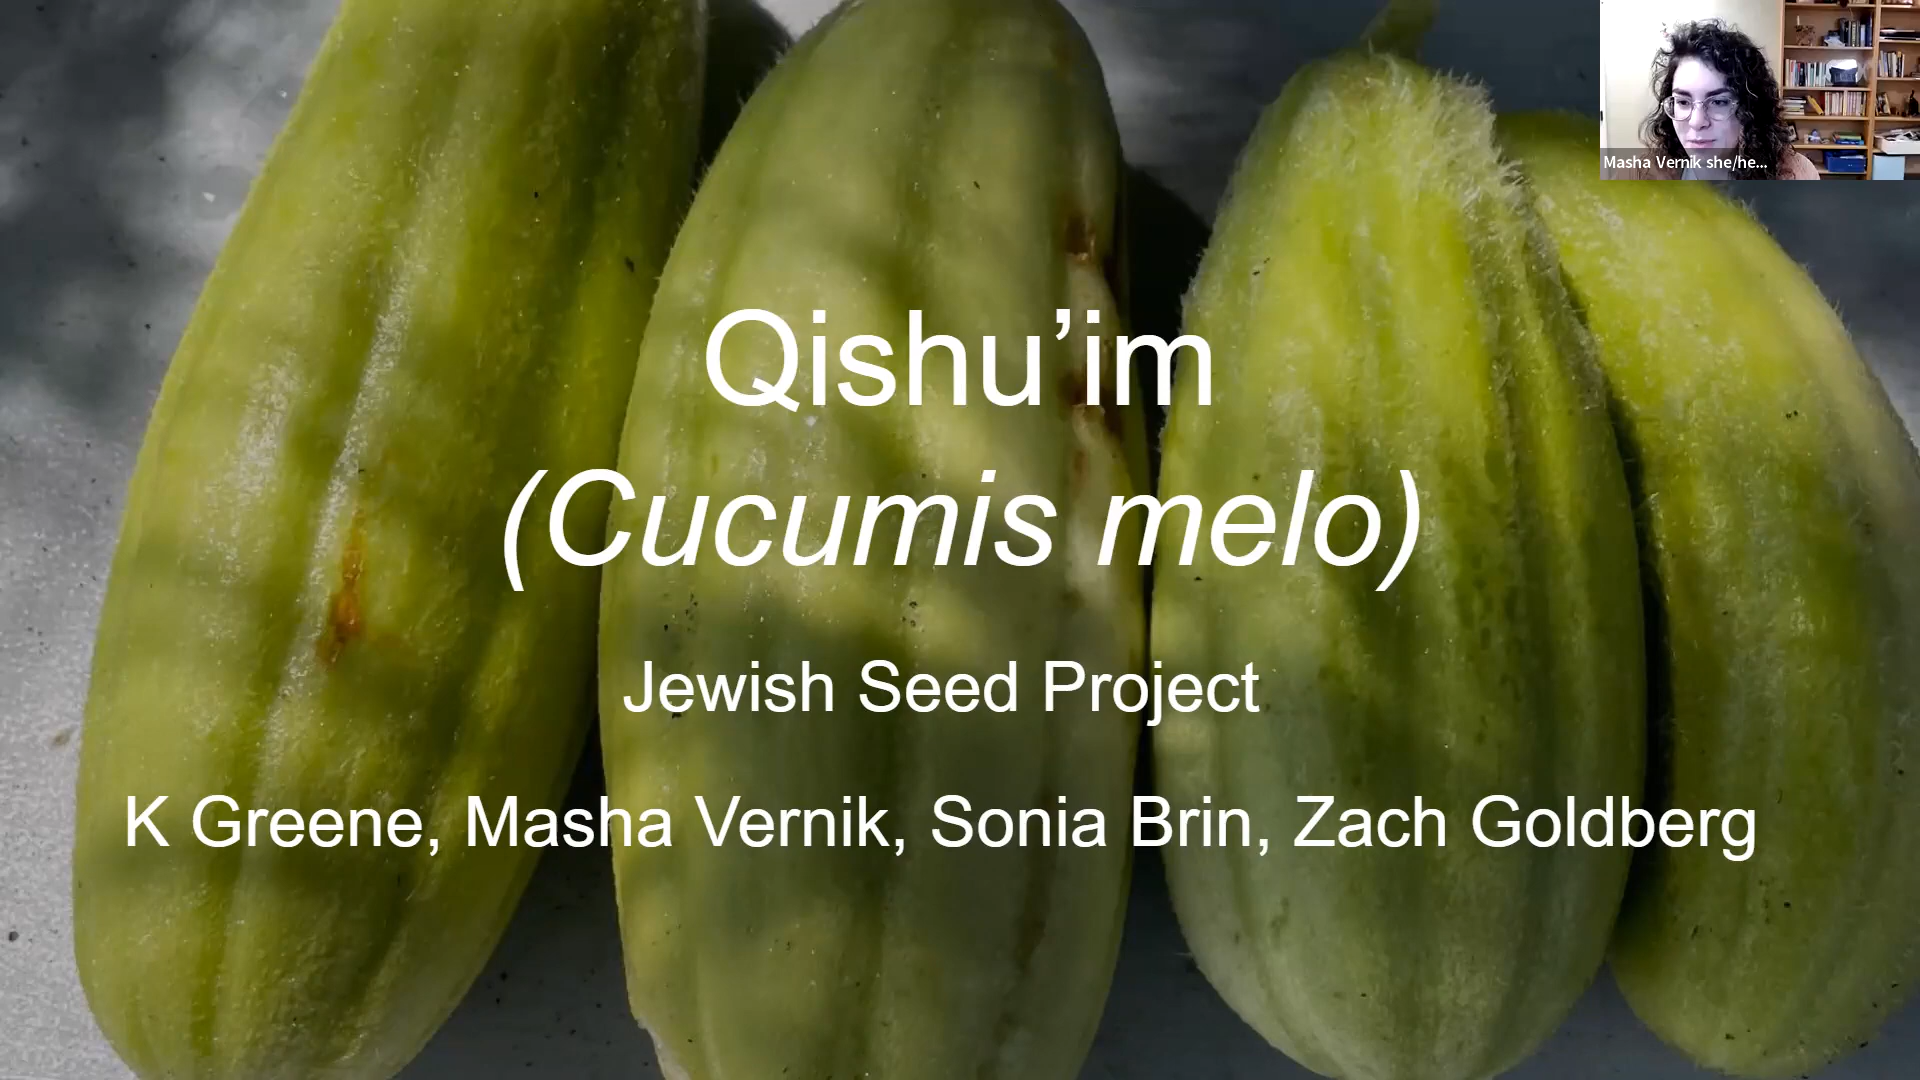 Masha Vernik she/he...
Qishu’im
(Cucumis melo)
Jewish Seed Project
K Greene, Masha Vernik, Sonia Brin, Zach Goldberg